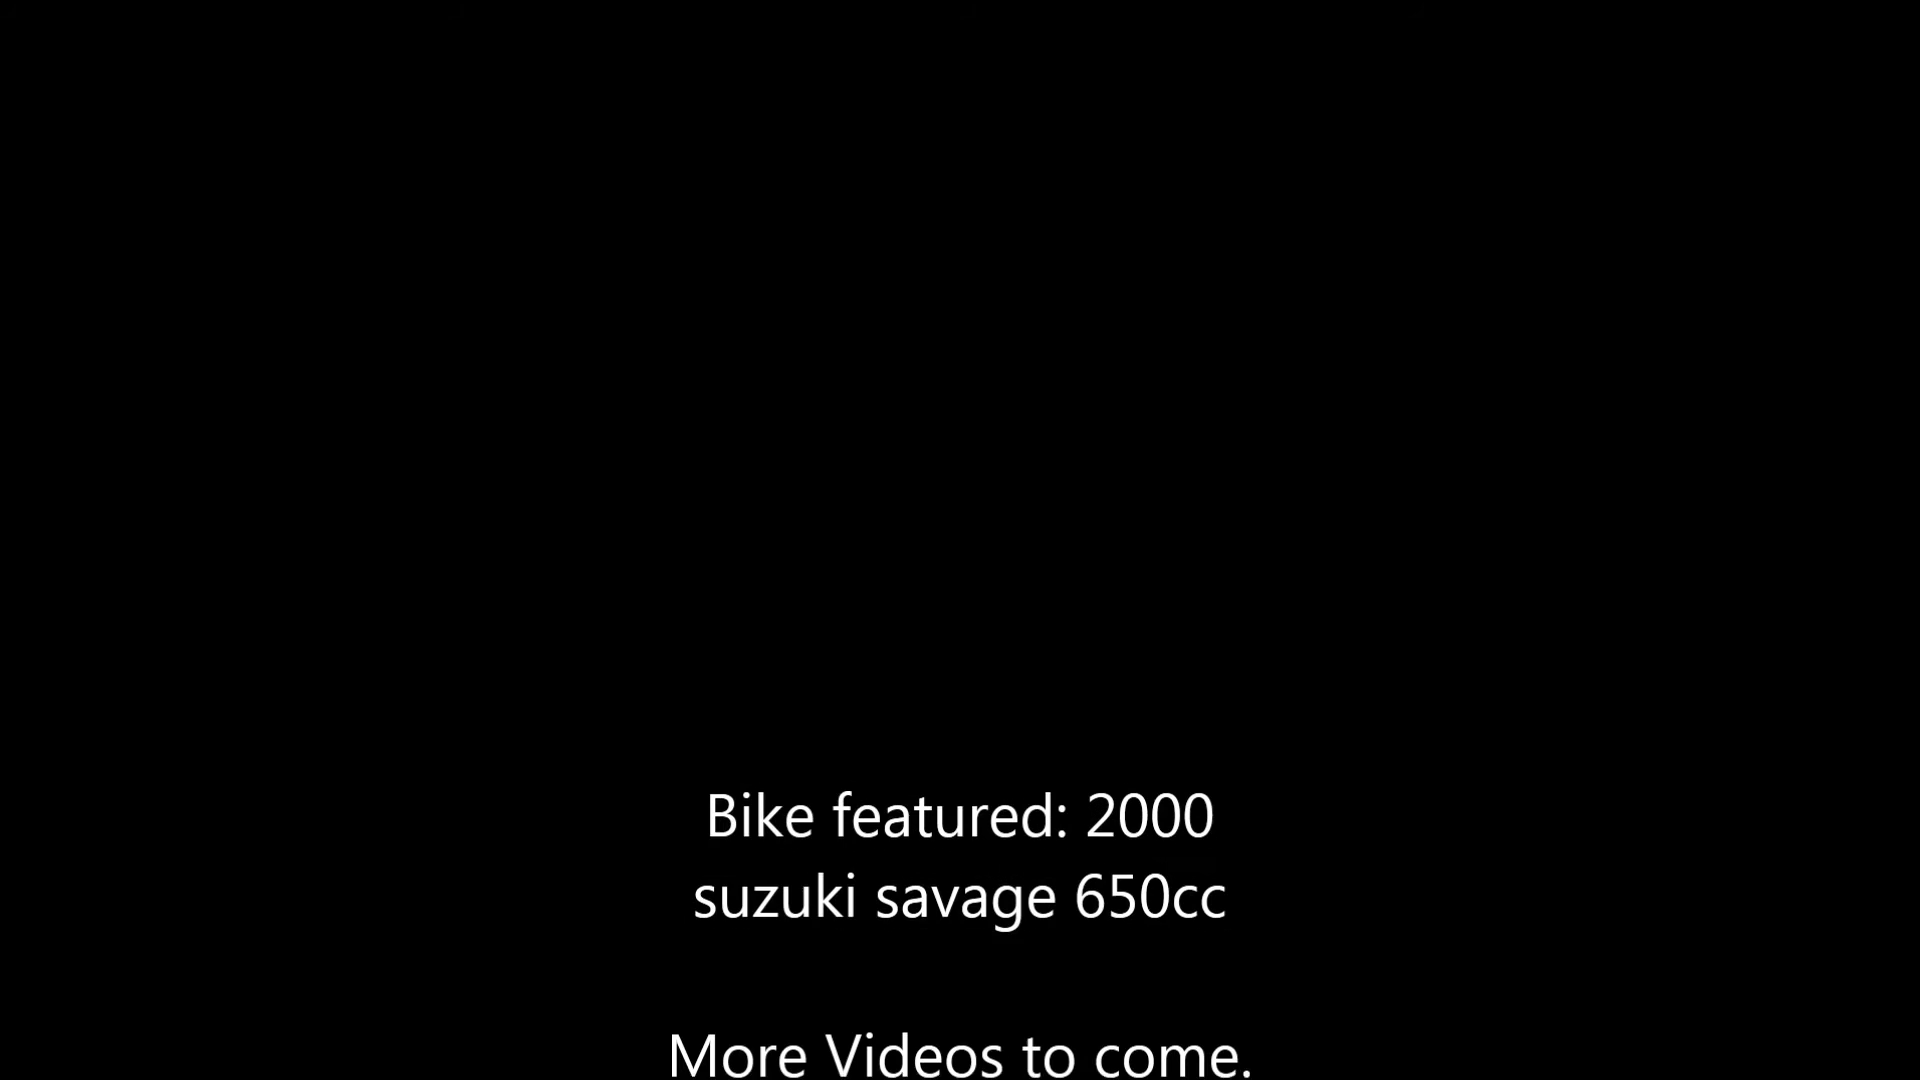 Bike featured: 2000
suzuki savage 650cc
More Videos to come.